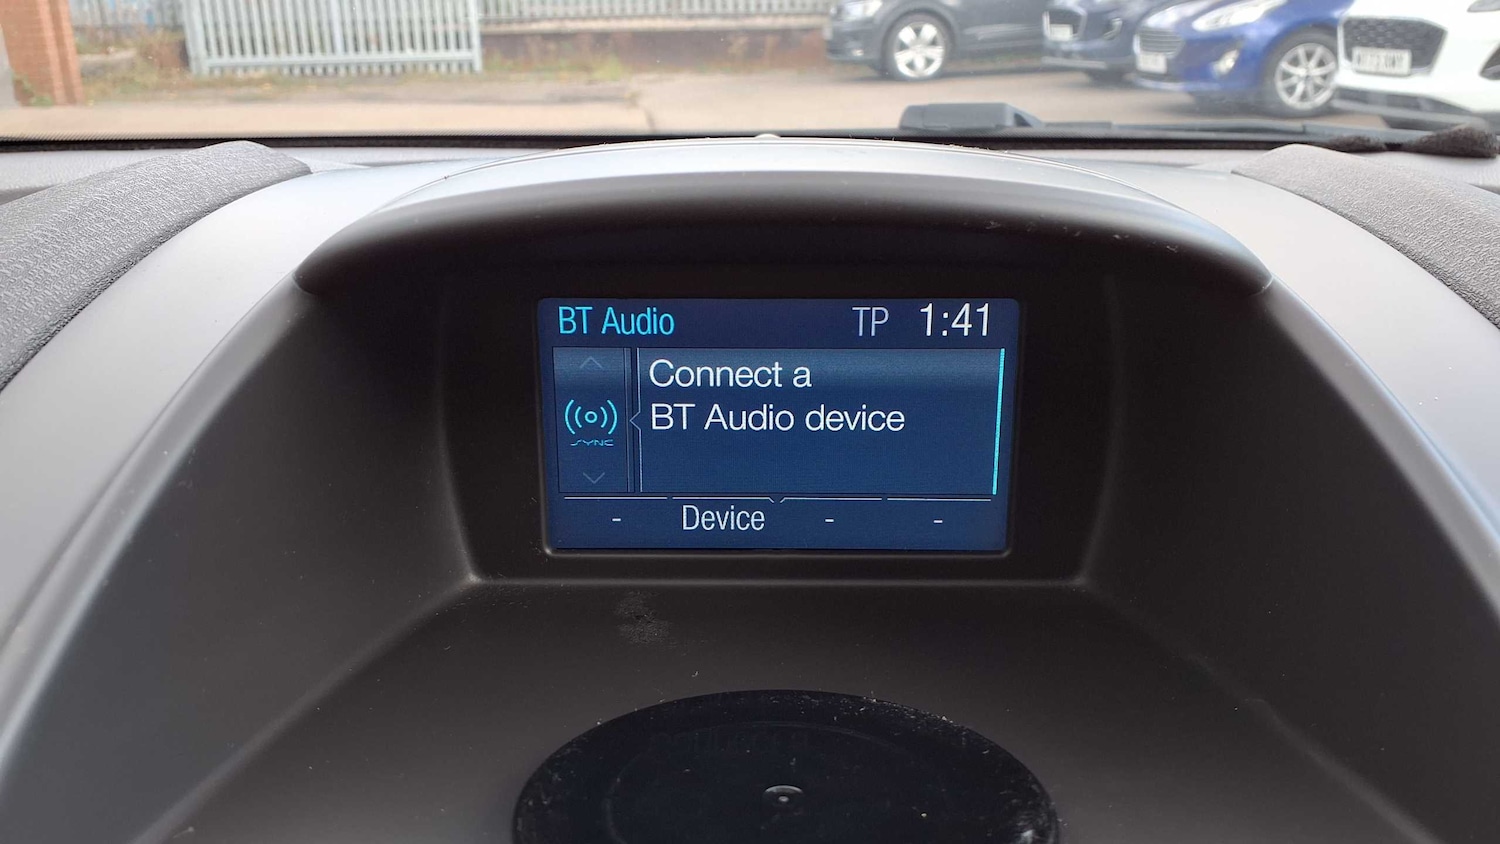 BT Audio TP 1:41
Connect a
BT Audio device
SYNC
- Device - -